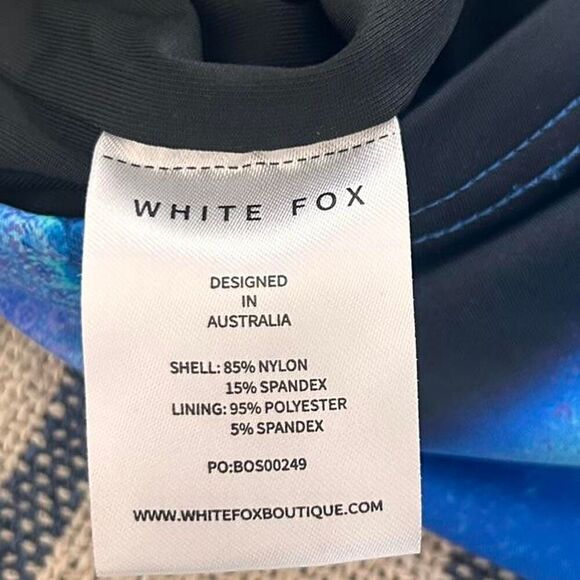 WHITE FOX
DESIGNED
IN
AUSTRALIA
SHELL: 85% NYLON
15% SPANDEX
LINING: 95% POLYESTER
5% SPANDEX
PO:BOS00249
WWW.WHITEFOXBOUTIQUE.COM